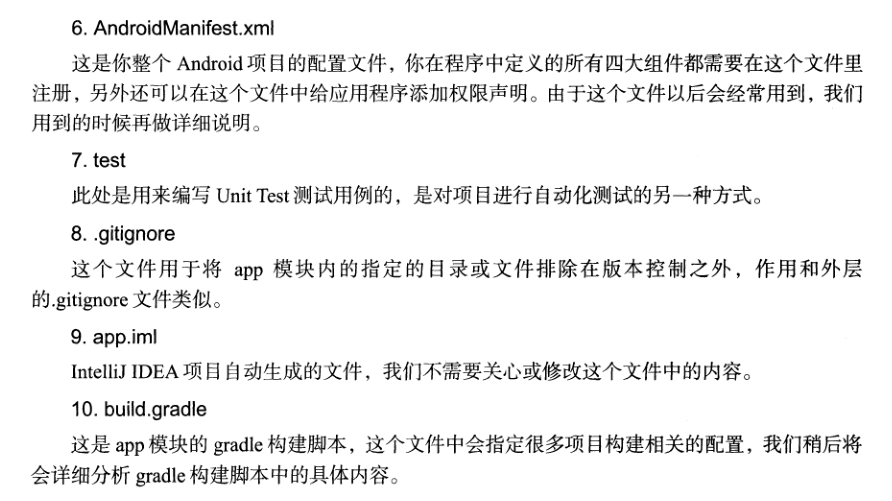 6. AndroidManifest.xml
这是你整个 Android 项目的配置文件，你在程序中定义的所有四大组件都需要在这个文件里
注册，另外还可以在这个文件中给应用程序添加权限声明。由于这个文件以后会经常用到，我们
用到的时候再做详细说明。
7. test
此处是用来编写 Unit Test 测试用例的，是对项目进行自动化测试的另一种方式。
8. .gitignore
这个文件用于将 app 模块内的指定的目录或文件排除在版本控制之外，作用和外层
的.gitignore 文件类似。
9. app.iml
IntelliJ IDEA 项目自动生成的文件，我们不需要关心或修改这个文件中的内容。
10. build.gradle
这是 app 模块的 gradle 构建脚本，这个文件中会指定很多项目构建相关的配置，我们稍后将
会详细分析 gradle 构建脚本中的具体内容。